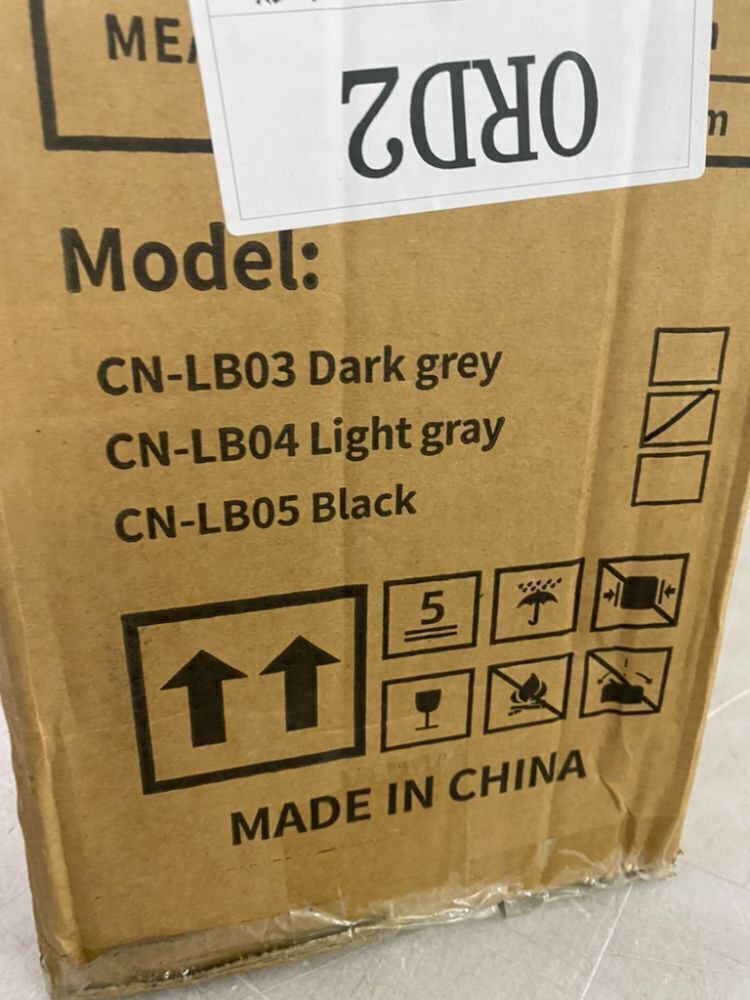 ORD2
Model:
CN-LB03 Dark grey
CN-LB04 Light gray
CN-LB05 Black
5
MADE IN CHINA